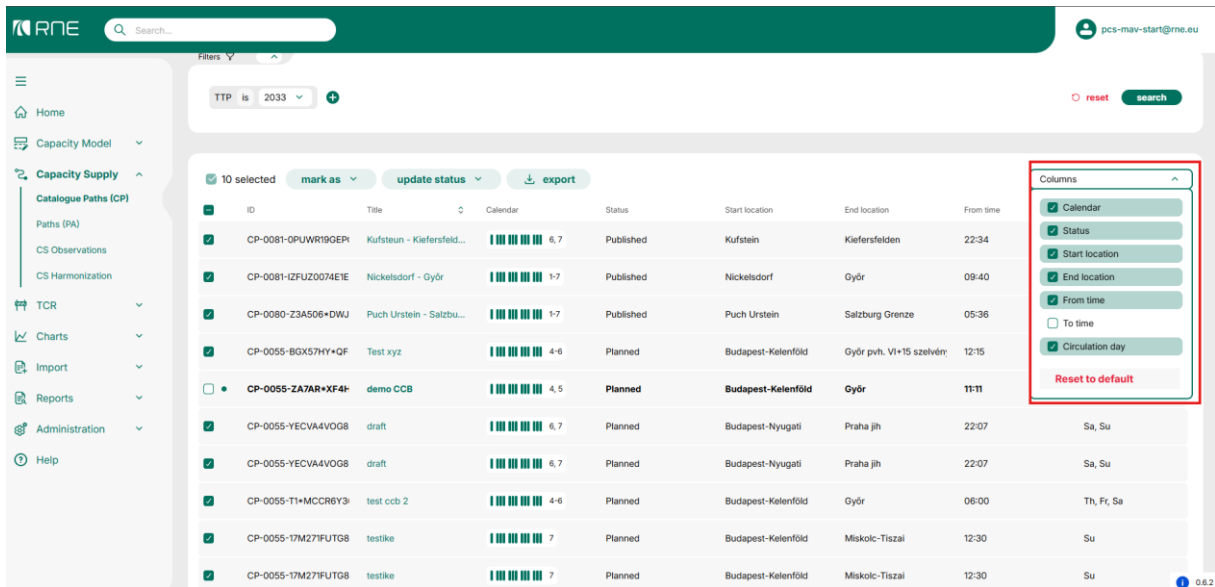 RNE
Search...
pcs-mav-start@rne.eu
Filters
TTP is 2033
reset search
Home
Capacity Model
Capacity Supply
Catalogue Paths (CP)
Paths (PA)
CS Observations
CS Harmonization
TCR
Charts
Import
Reports
Administration
Help
10 selected mark as update status export
Columns
Calendar
Status
Start location
End location
From time
To time
Circulation day
Reset to default
ID Title Calendar Status Start location End location From time
CP-0081-0PUWR19GEP( Kufsteun - Kiefersfeld... 6, 7 Published Kufstein Kiefersfelden 22:34
CP-0081-IZFUZ0074E1E Nickelsdorf - Győr 1-7 Published Nickelsdorf Győr 09:40
CP-0080-Z3A506*DWJ Puch Urstein - Salzbu... 1-7 Published Puch Urstein Salzburg Grenze 05:36
CP-0055-BGX57HY*QF Test xyz 4-6 Planned Budapest-Kelenföld Győr pvh. VI+15 szelvény 12:15
CP-0055-ZA7AR*XF4H demo CCB 4, 5 Planned Budapest-Kelenföld Győr 11:11
CP-0055-YECVA4VOG8 draft 6, 7 Planned Budapest-Nyugati Praha jih 22:07 Sa, Su
CP-0055-YECVA4VOG8 draft 6, 7 Planned Budapest-Nyugati Praha jih 22:07 Sa, Su
CP-0055-T1*MCCR6Y3( test ccb 2 4-6 Planned Budapest-Kelenföld Győr 06:00 Th, Fr, Sa
CP-0055-17M271FUTG8 testike 7 Planned Budapest-Kelenföld Miskolc-Tiszai 12:30 Su
CP-0055-17M271FUTG8 testike 7 Planned Budapest-Kelenföld Miskolc-Tiszai 12:30 Su
0.6.2